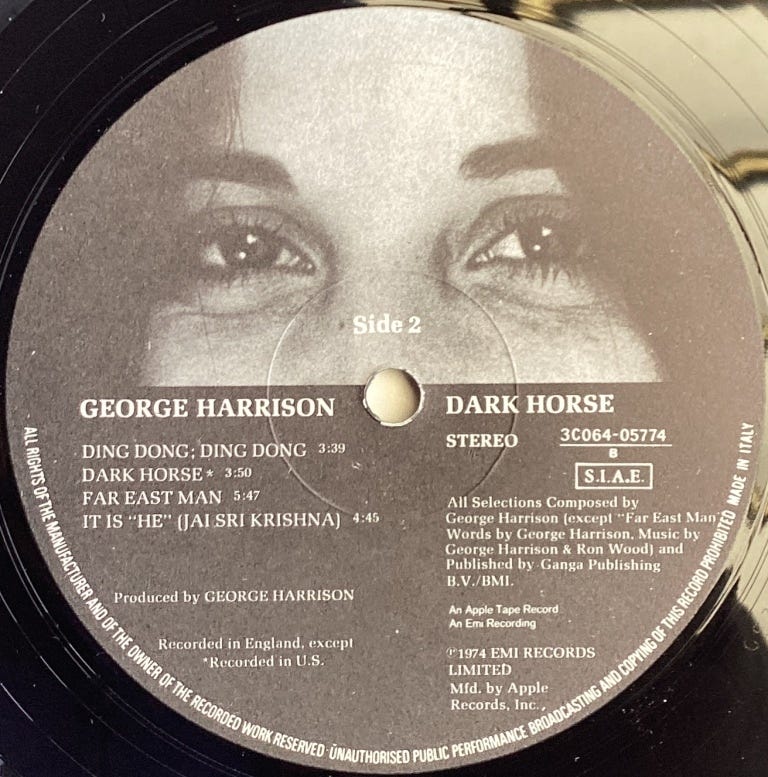 Side 2
GEORGE HARRISON
DING DONG; DING DONG 3:39
DARK HORSE* 3:50
FAR EAST MAN 5:47
IT IS “HE” (JAI SRI KRISHNA) 4:45
Produced by GEORGE HARRISON
Recorded in England, except
*Recorded in U.S.
DARK HORSE
STEREO 3C064-05774
B
S.I.A.E.
All Selections Composed by
George Harrison (except “Far East Man”
Words by George Harrison, Music by
George Harrison & Ron Wood) and
Published by Ganga Publishing
B.V./BMI.
An Apple Tape Record
An Emi Recording
℗1974 EMI RECORDS
LIMITED
Mfd. by Apple
Records, Inc.,
ALL RIGHTS OF THE MANUFACTURER AND OF THE OWNER OF THE RECORDED WORK RESERVED · UNAUTHORISED PUBLIC PERFORMANCE BROADCASTING AND COPYING OF THIS RECORD PROHIBITED MADE IN ITALY